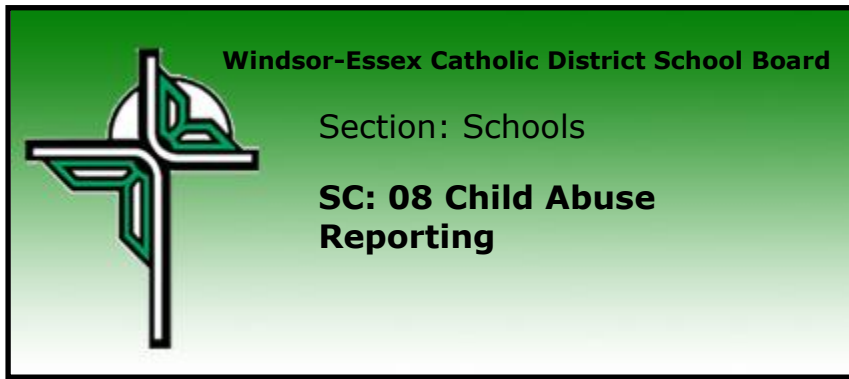 Windsor-Essex Catholic District School Board
Section: Schools
SC: 08 Child Abuse
Reporting